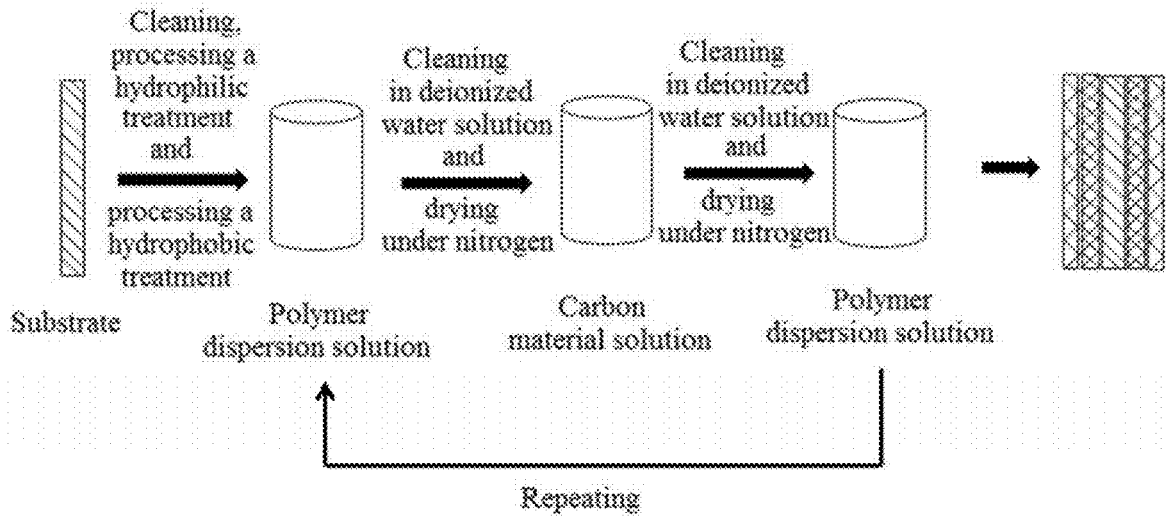 Cleaning,
processing a
hydrophilic
treatment
and
processing a
hydrophobic
treatment
Cleaning
in deionized
water solution
and
drying
under nitrogen
Cleaning
in deionized
water solution
and
drying
under nitrogen
Substrate
Polymer
dispersion solution
Carbon
material solution
Polymer
dispersion solution
Repeating